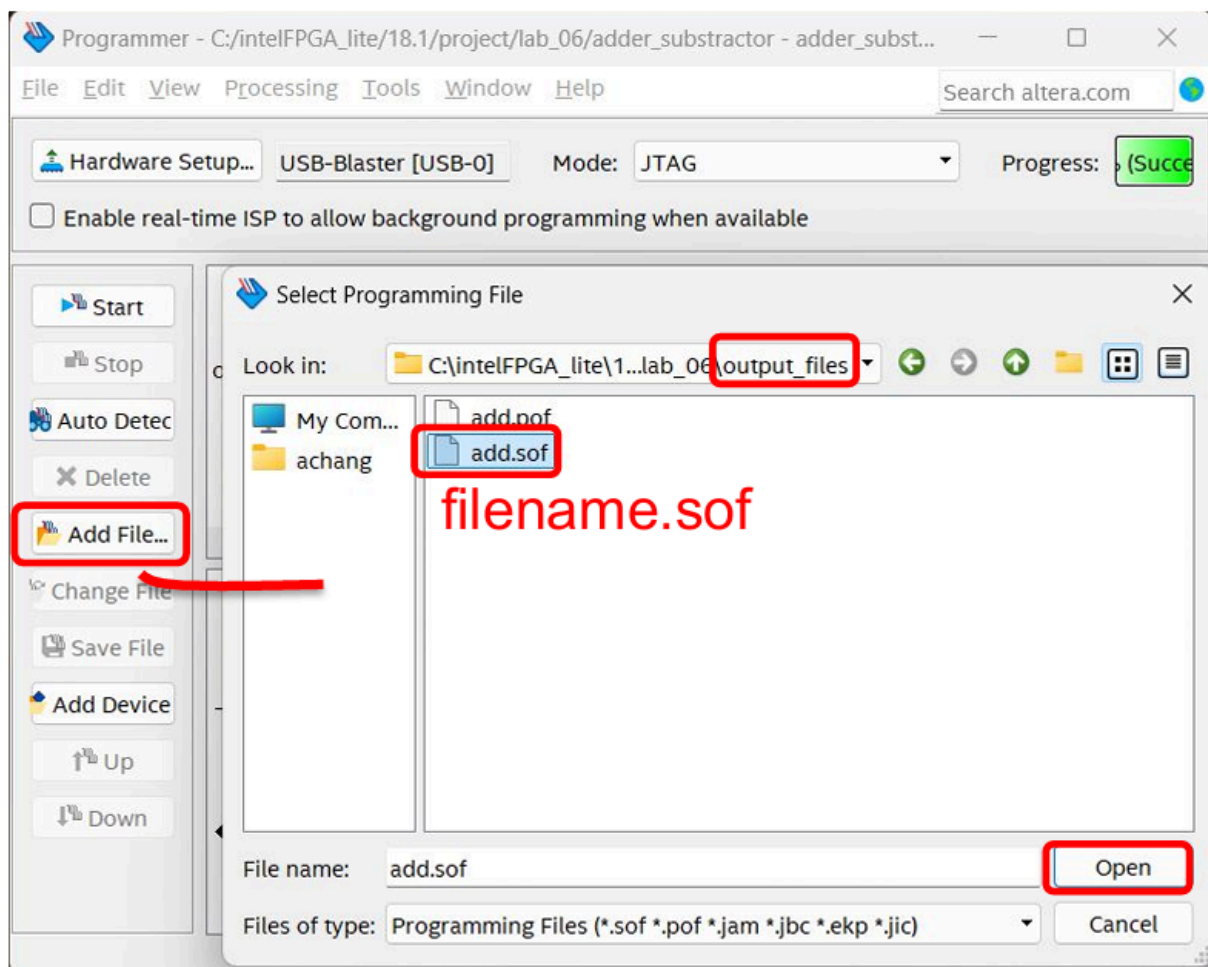 Programmer - C:/intelFPGA_lite/18.1/project/lab_06/adder_substractor - adder_subst...
File Edit View Processing Tools Window Help
Search altera.com
Hardware Setup... USB-Blaster [USB-0] Mode: JTAG Progress: (Succe
Enable real-time ISP to allow background programming when available
Start
Stop
Auto Detec
Delete
Add File...
Change File
Save File
Add Device
Up
Down
Select Programming File
Look in: C:\intelFPGA_lite\1...lab_06\output_files
My Com...
achang
add.pof
add.sof
filename.sof
File name: add.sof Open
Files of type: Programming Files (*.sof *.pof *.jam *.jbc *.ekp *.jic) Cancel